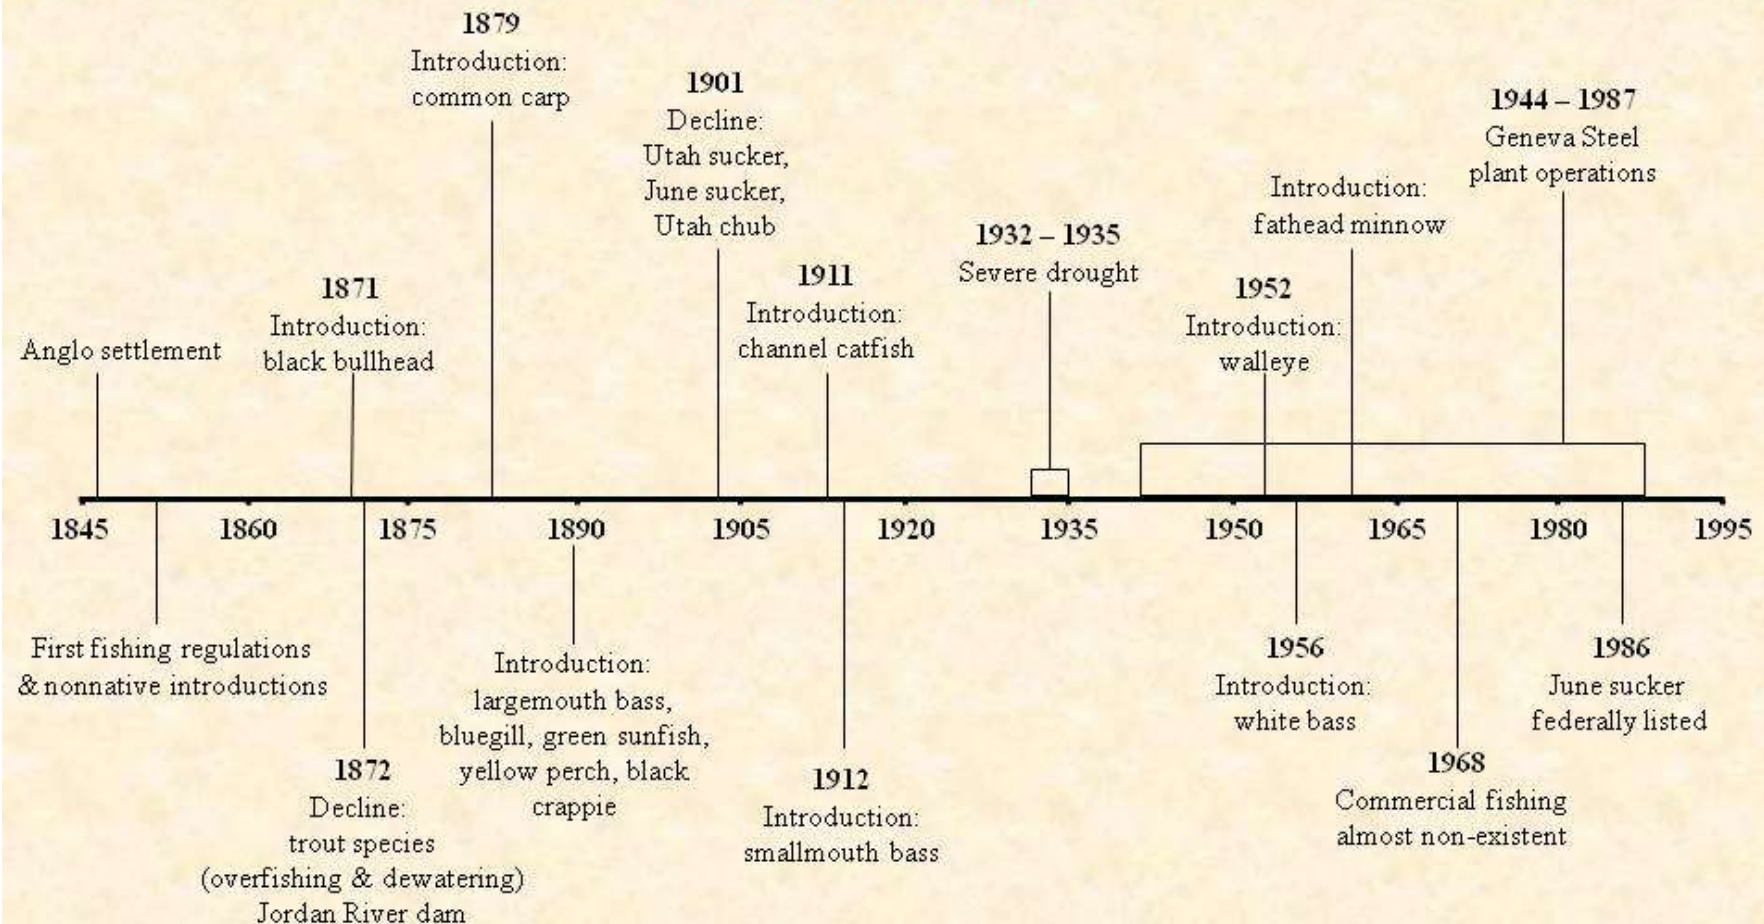 1879
Introduction:
common carp
1901
Decline:
Utah sucker,
June sucker,
Utah chub
1944 – 1987
Geneva Steel
plant operations
Introduction:
fathead minnow
1932 – 1935
Severe drought
1871
Introduction:
black bullhead
1911
Introduction:
channel catfish
1952
Introduction:
walleye
Anglo settlement
1845 1860 1875 1890 1905 1920 1935 1950 1965 1980 1995
First fishing regulations
& nonnative introductions
1872
Decline:
trout species
(overfishing & dewatering)
Jordan River dam
Introduction:
largemouth bass,
bluegill, green sunfish,
yellow perch, black
crappie
1912
Introduction:
smallmouth bass
1956
Introduction:
white bass
1968
Commercial fishing
almost non-existent
1986
June sucker
federally listed